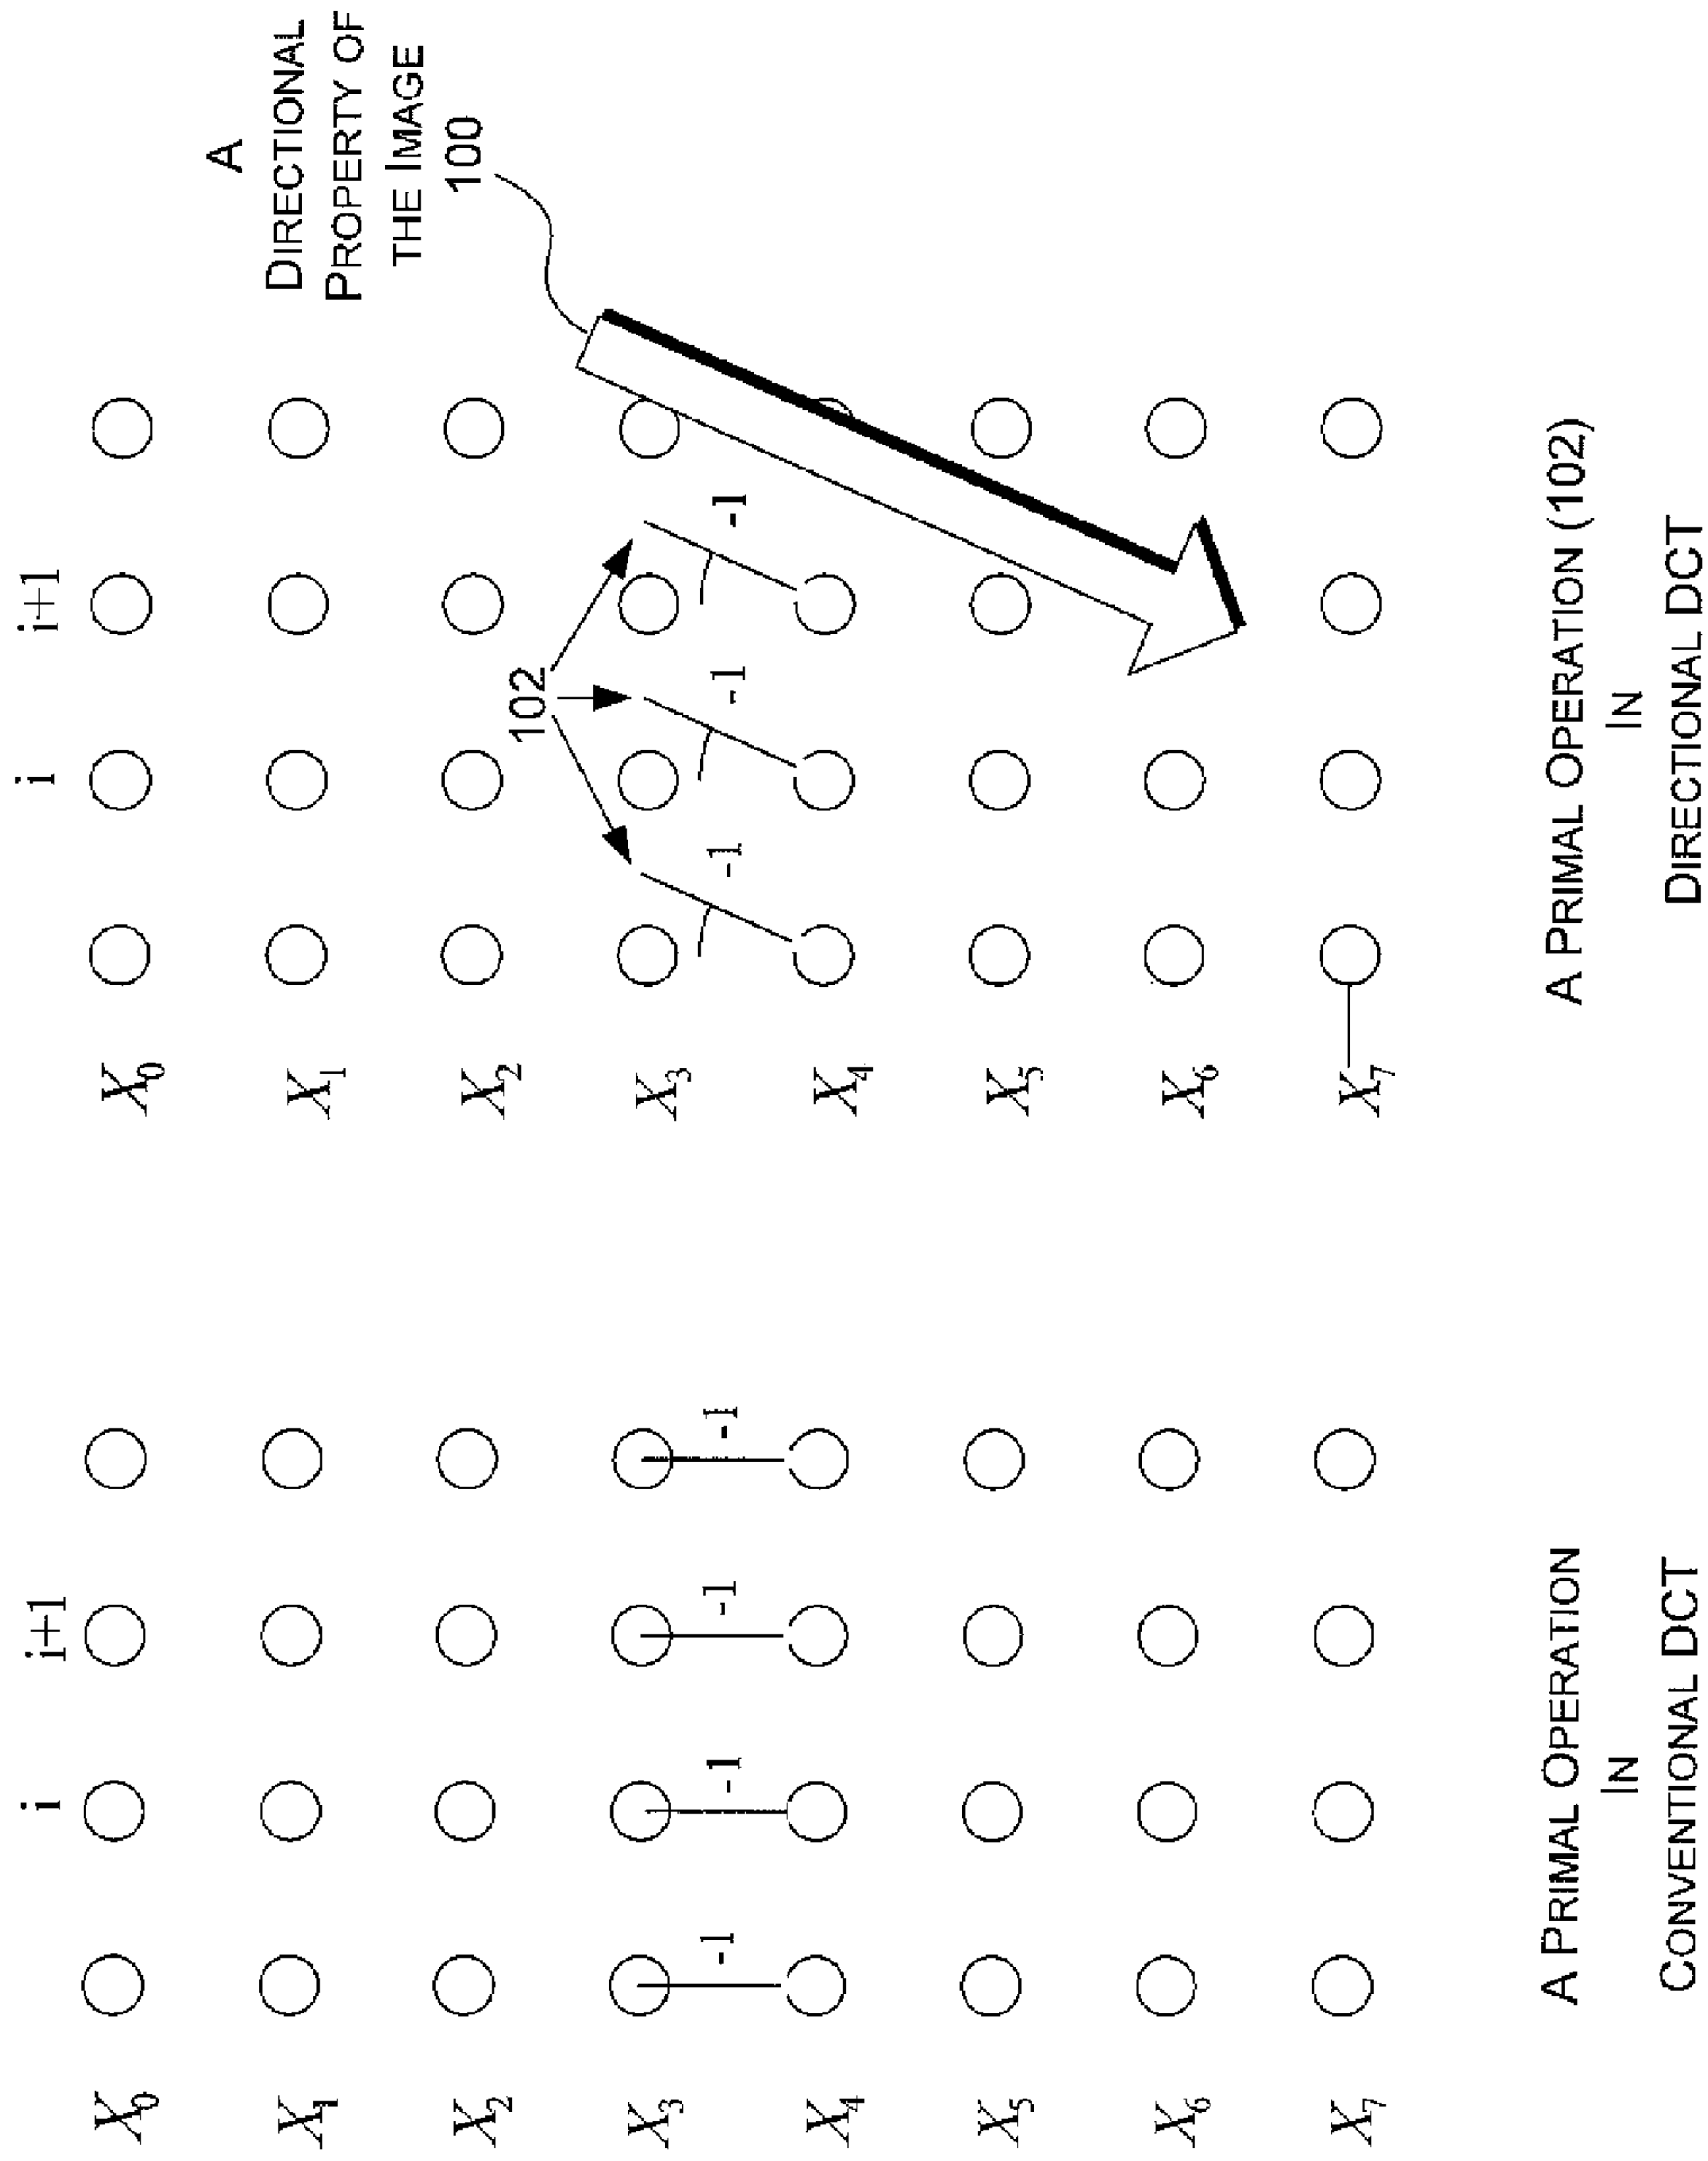 i
i+1
X0
X1
X2
X3
-1
-1
-1
-1
X4
X5
X6
X7
A PRIMAL OPERATION
IN
CONVENTIONAL DCT
i
i+1
A
DIRECTIONAL
PROPERTY OF
THE IMAGE
100
X0
X1
X2
102
X3
-1
-1
-1
X4
X5
X6
X7
A PRIMAL OPERATION (102)
IN
DIRECTIONAL DCT